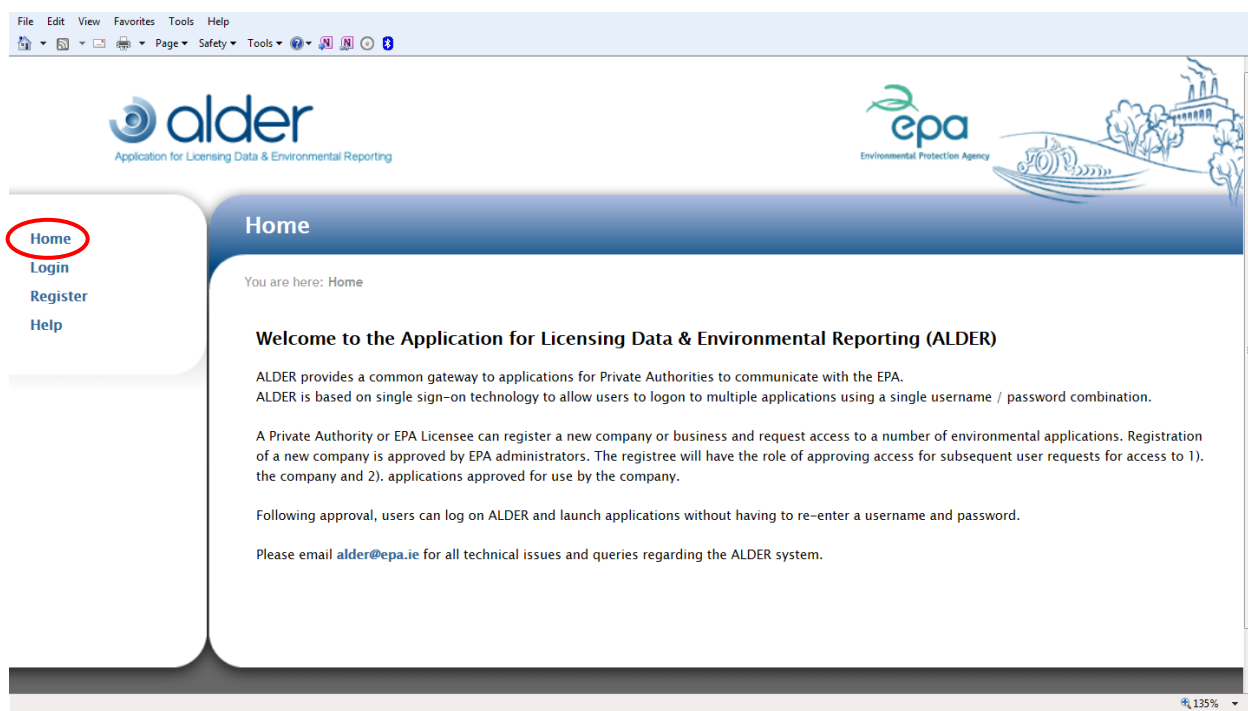 File Edit View Favorites Tools Help
Page Safety Tools
alder
Application for Licensing Data & Environmental Reporting
epa
Environmental Protection Agency
Home
Login
Register
Help
Home
You are here: Home
Welcome to the Application for Licensing Data & Environmental Reporting (ALDER)
ALDER provides a common gateway to applications for Private Authorities to communicate with the EPA.
ALDER is based on single sign-on technology to allow users to logon to multiple applications using a single username / password combination.
A Private Authority or EPA Licensee can register a new company or business and request access to a number of environmental applications. Registration
of a new company is approved by EPA administrators. The registree will have the role of approving access for subsequent user requests for access to 1).
the company and 2). applications approved for use by the company.
Following approval, users can log on ALDER and launch applications without having to re-enter a username and password.
Please email alder@epa.ie for all technical issues and queries regarding the ALDER system.
135%